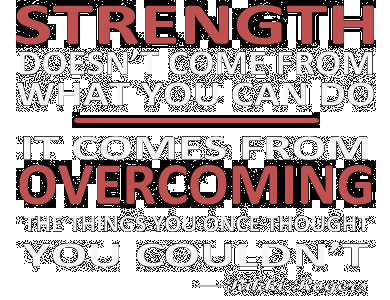 STRENGTH
DOESN'T COME FROM
WHAT YOU CAN DO
IT COMES FROM
OVERCOMING
THE THINGS YOU ONCE THOUGHT
YOU COULDN'T